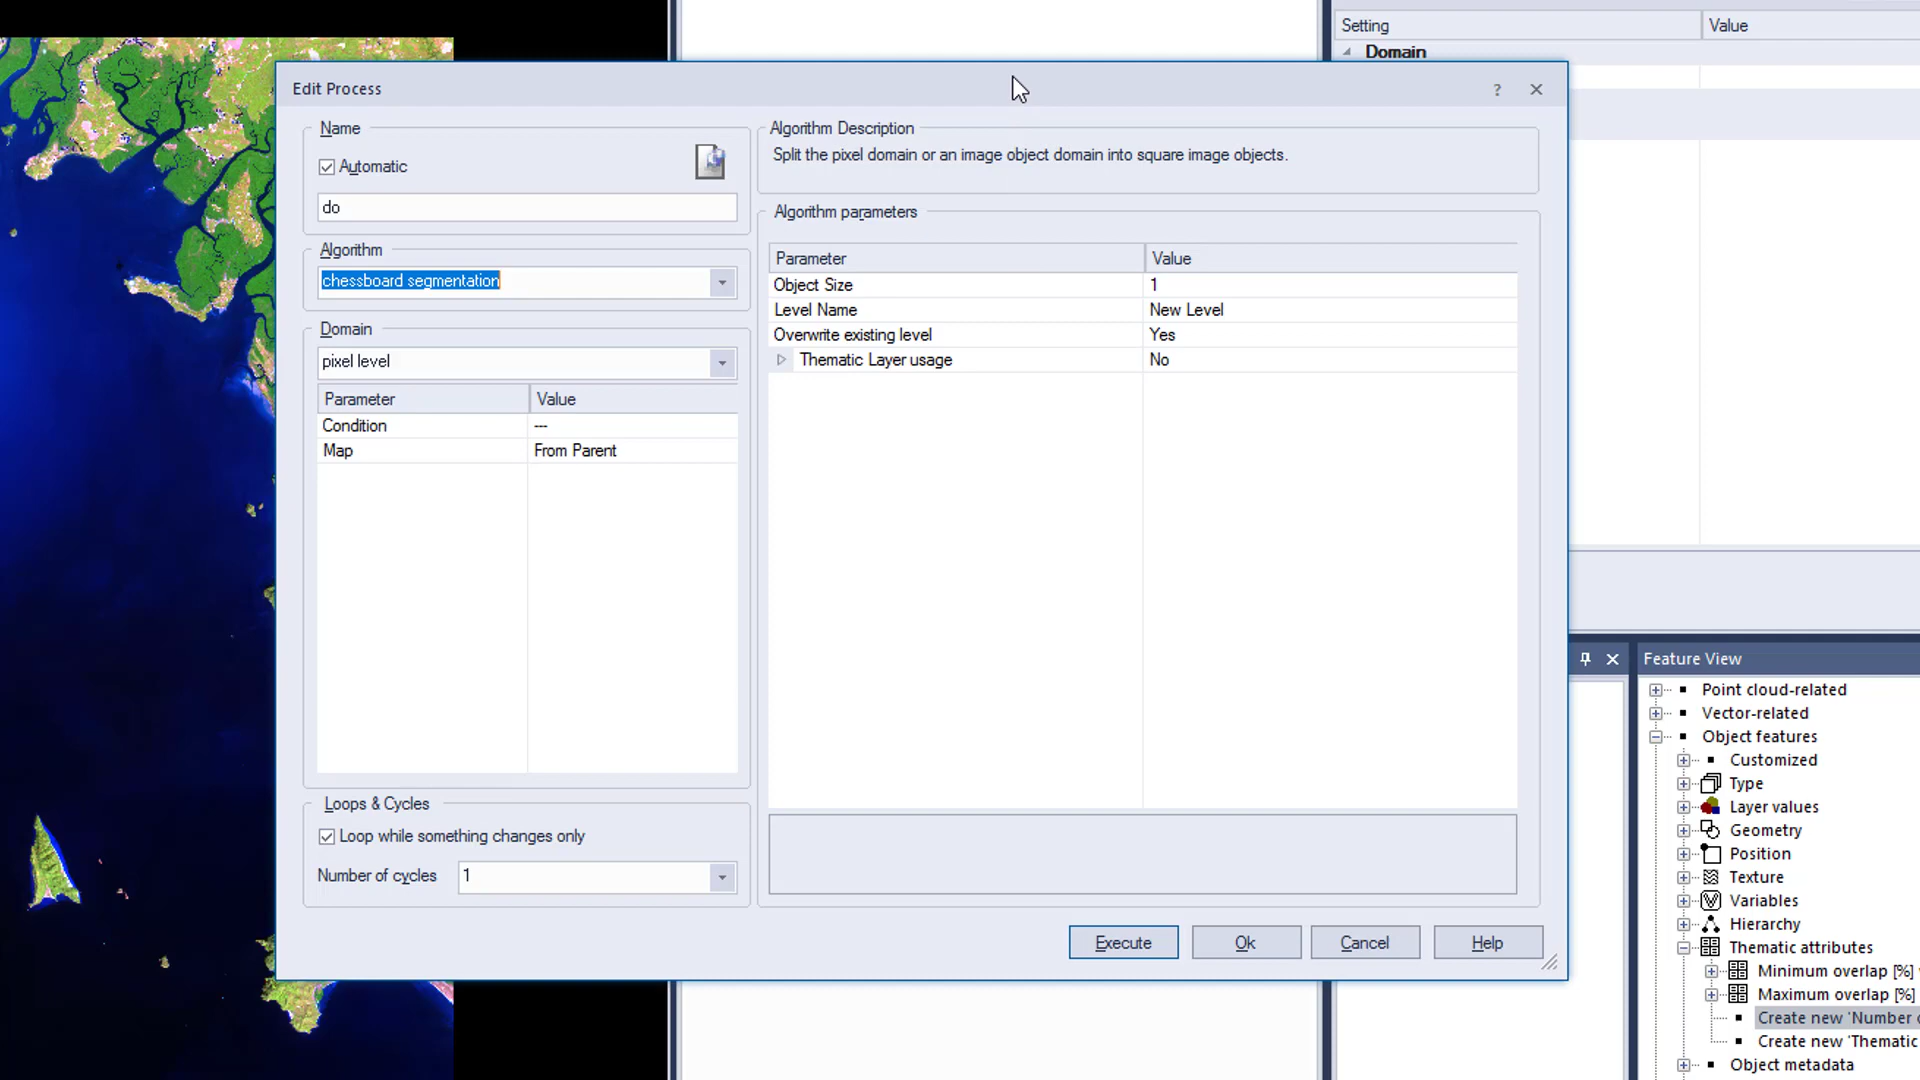 Setting Value
Domain
Edit Process
?
Name
Automatic
do
Algorithm
chessboard segmentation
Domain
pixel level
Parameter Value
Condition ---
Map From Parent
Loops & Cycles
Loop while something changes only
Number of cycles 1
Algorithm Description
Split the pixel domain or an image object domain into square image objects.
Algorithm parameters
Parameter Value
Object Size 1
Level Name New Level
Overwrite existing level Yes
Thematic Layer usage No
Execute Ok Cancel Help
Feature View
Point cloud-related
Vector-related
Object features
Customized
Type
Layer values
Geometry
Position
Texture
Variables
Hierarchy
Thematic attributes
Minimum overlap [%]
Maximum overlap [%]
Create new 'Number
Create new 'Thematic
Object metadata